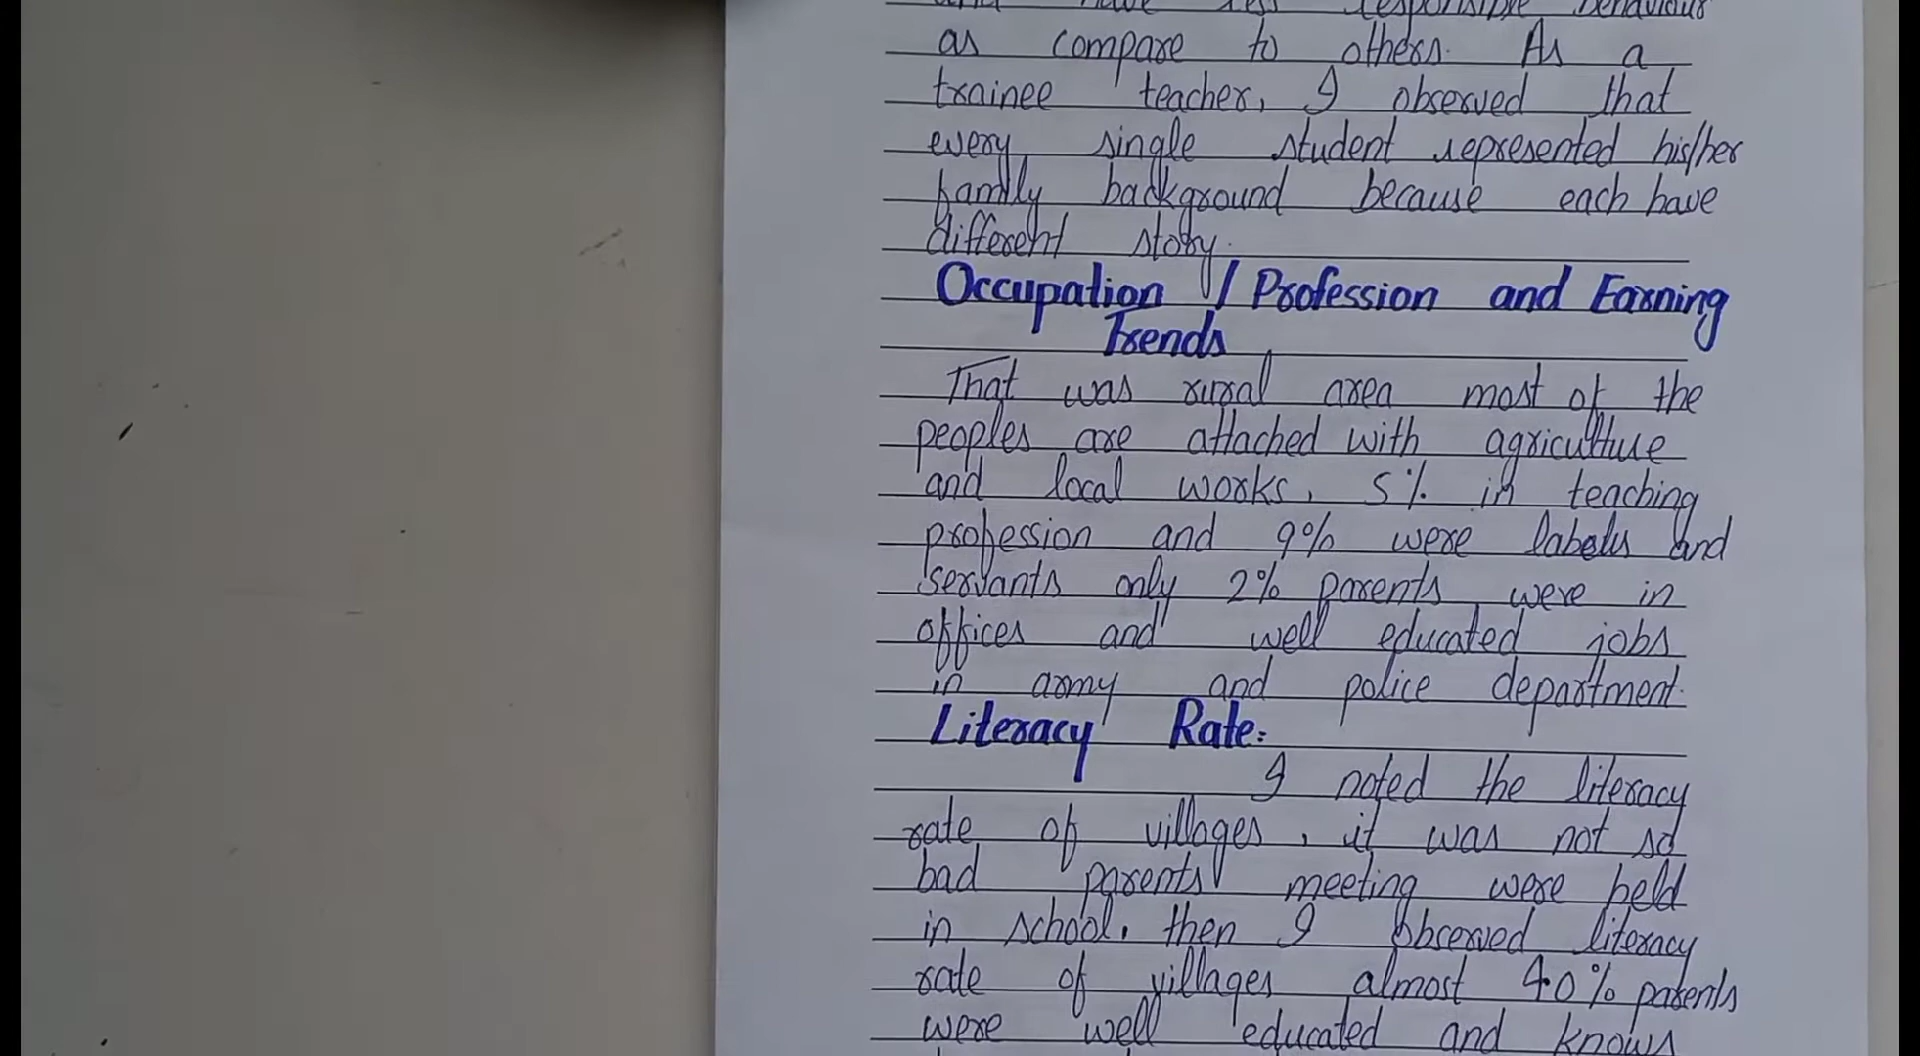 have less responsible behaviour
as compare to others. As a
trainee teacher, I observed that
every single student represented his/her
family background because each have
different story.
Occupation / Profession and Earning
Trends
That was rural area most of the
peoples are attached with agriculture
and local works, 5% in teaching
profession and 9% were labelus and
servants only 2% parents were in
offices and well educated jobs
in army and police department.
Literacy Rate:
I noted the literacy
rate of villages, it was not so
bad parents meeting were held
in school. then I observed literacy
rate of villages almost 40% parents
were well educated and knows